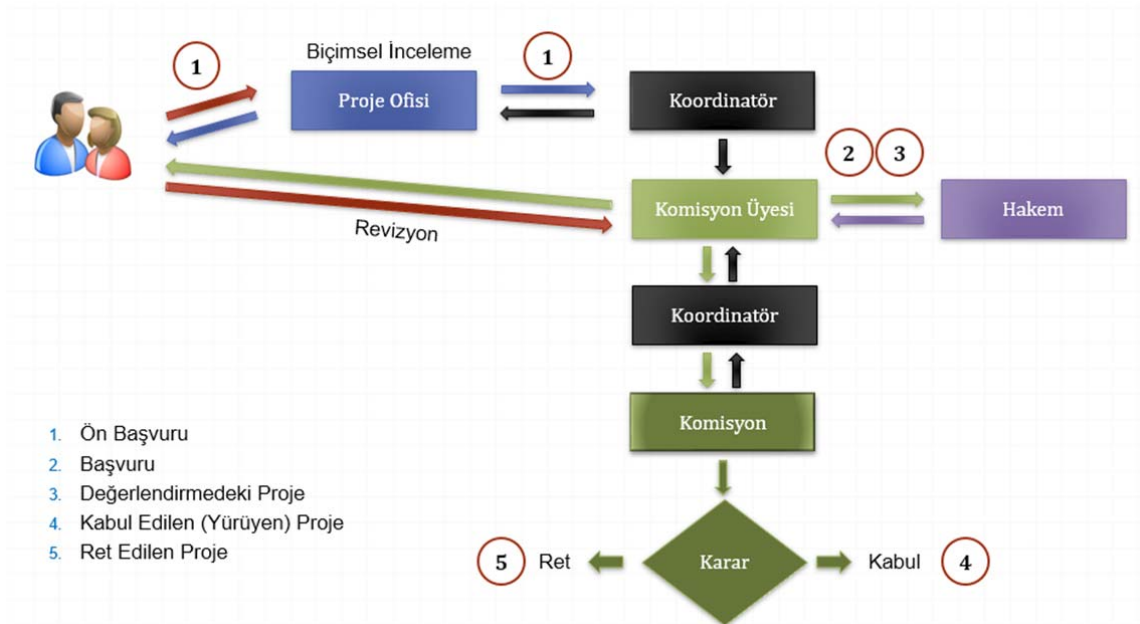 Biçimsel İnceleme
1
1
Proje Ofisi
Koordinatör
2 3
Komisyon Üyesi
Hakem
Revizyon
Koordinatör
Komisyon
1. Ön Başvuru
2. Başvuru
3. Değerlendirmedeki Proje
4. Kabul Edilen (Yürüyen) Proje
5. Ret Edilen Proje
5 Ret
Karar
Kabul 4